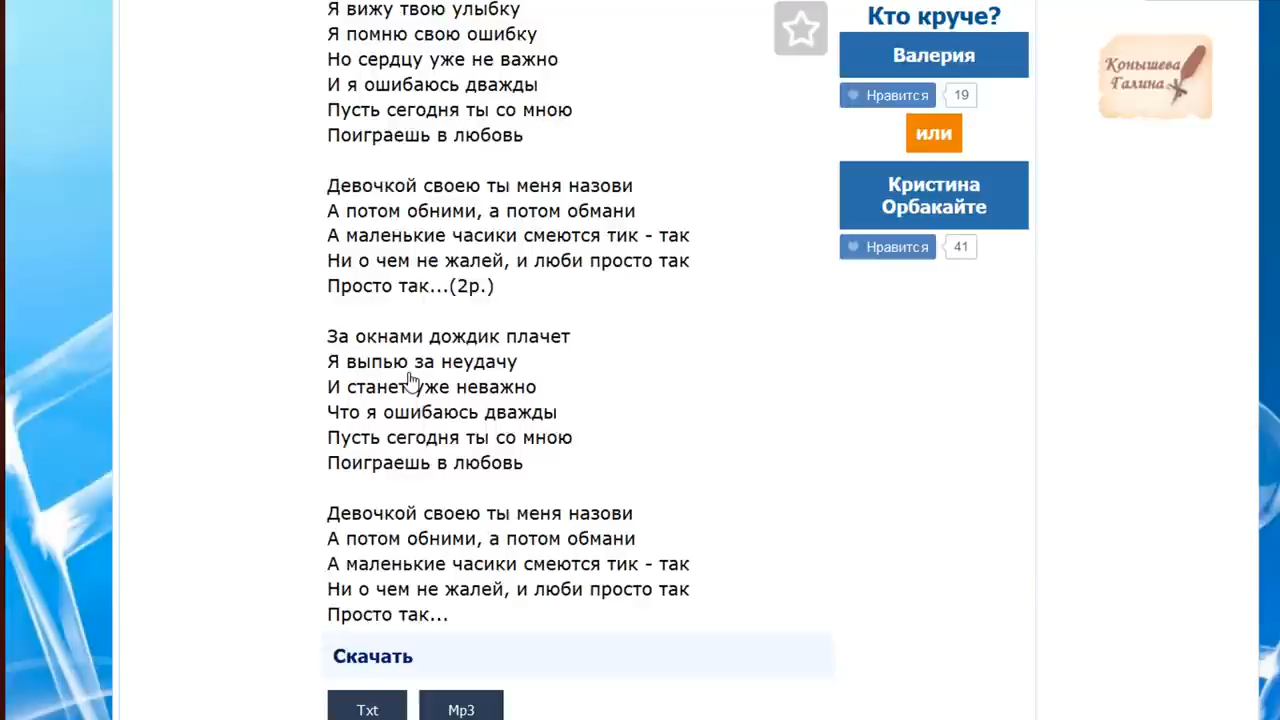 Я вижу твою улыбку
Я помню свою ошибку
Но сердцу уже не важно
И я ошибаюсь дважды
Пусть сегодня ты со мною
Поиграешь в любовь
Девочкой своею ты меня назови
А потом обними, а потом обмани
А маленькие часики смеются тик - так
Ни о чем не жалей, и люби просто так
Просто так...(2р.)
За окнами дождик плачет
Я выпью за неудачу
И станет уже неважно
Что я ошибаюсь дважды
Пусть сегодня ты со мною
Поиграешь в любовь
Девочкой своею ты меня назови
А потом обними, а потом обмани
А маленькие часики смеются тик - так
Ни о чем не жалей, и люби просто так
Просто так...
Скачать
Txt
Mp3
Кто круче?
Валерия
Нравится
19
или
Кристина
Орбакайте
Нравится
41
Конышева
Галина